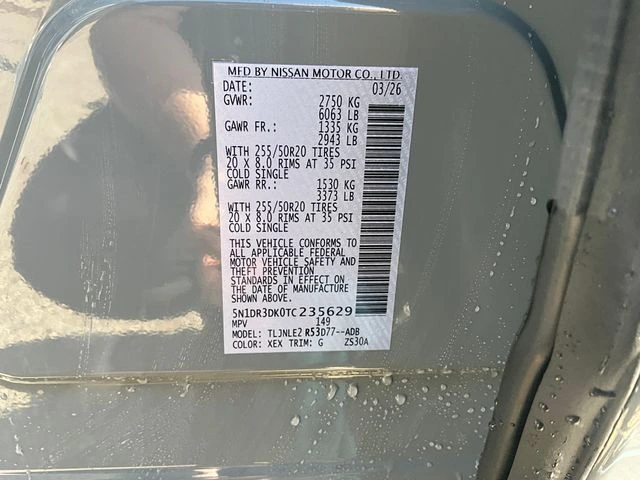 MFD BY NISSAN MOTOR CO., LTD.
DATE: 03/26
GVWR: 2750 KG
6063 LB
GAWR FR.: 1335 KG
2943 LB
WITH 255/50R20 TIRES
20 X 8.0 RIMS AT 35 PSI
COLD SINGLE
GAWR RR.: 1530 KG
3373 LB
WITH 255/50R20 TIRES
20 X 8.0 RIMS AT 35 PSI
COLD SINGLE
THIS VEHICLE CONFORMS TO
ALL APPLICABLE FEDERAL
MOTOR VEHICLE SAFETY AND
THEFT PREVENTION
STANDARDS IN EFFECT ON
THE DATE OF MANUFACTURE
SHOWN ABOVE.
5N1DR3DK0TC235629
MPV 149
MODEL: TLJNLEZ R53D77--ADB
COLOR: XEX TRIM: G ZS30A